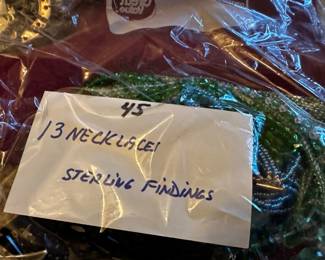 45
13 NECKLACES
STERLING FINDINGS